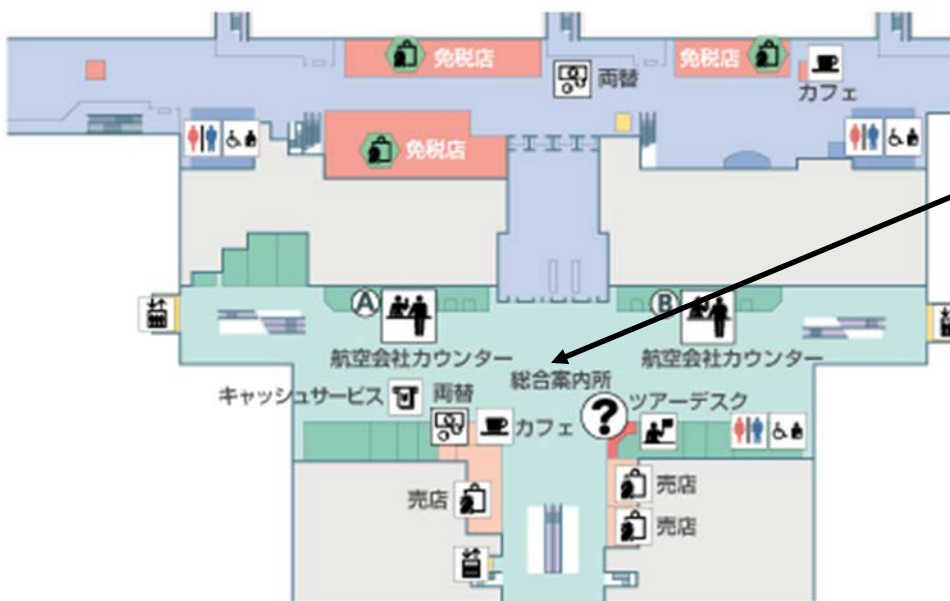 免税店
免税店
両替
カフェ
免税店
A
B
航空会社カウンター
航空会社カウンター
総合案内所
キャッシュサービス
両替
ツアーデスク
カフェ
?
売店
売店
売店